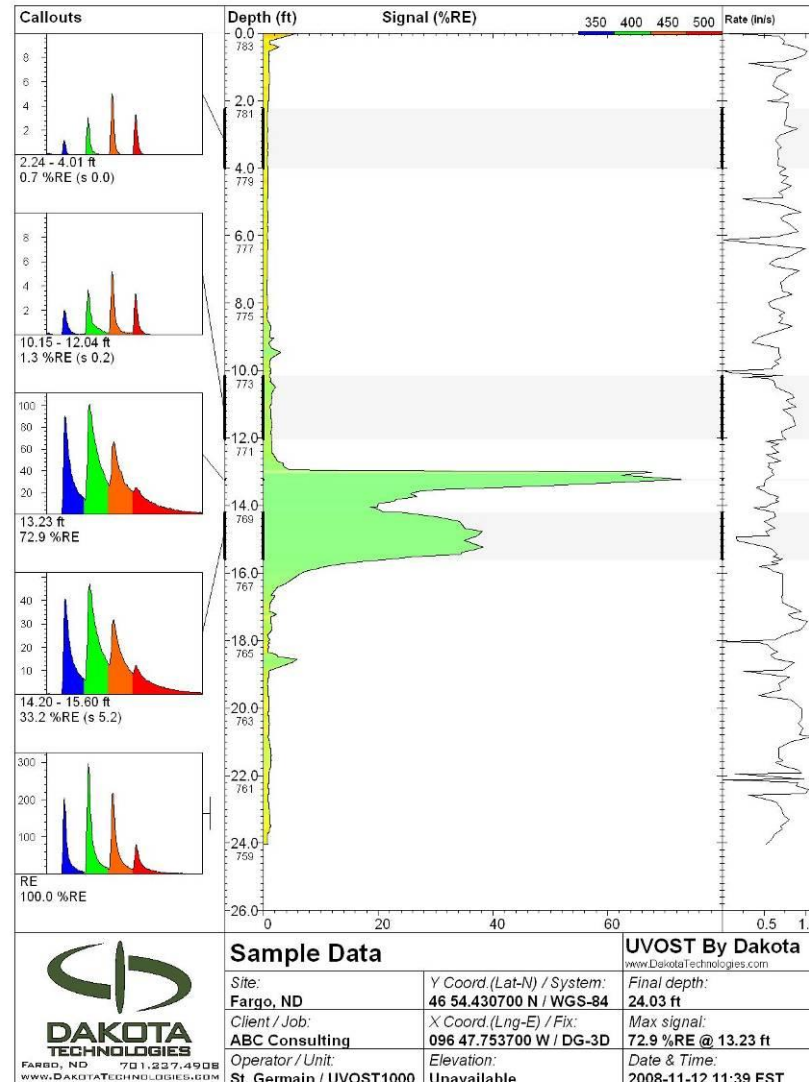 Callouts
Depth (ft)
Signal (%RE)
350 400 450 500
Rate (in/s)
8
6
4
2
2.24 - 4.01 ft
0.7 %RE (s 0.0)
8
6
4
2
10.15 - 12.04 ft
1.3 %RE (s 0.2)
100
80
60
40
20
13.23 ft
72.9 %RE
40
30
20
10
14.20 - 15.60 ft
33.2 %RE (s 5.2)
300
200
100
RE
100.0 %RE
0.0
783
2.0
781
4.0
779
6.0
777
8.0
775
10.0
773
12.0
771
14.0
769
16.0
767
18.0
765
20.0
763
22.0
761
24.0
759
26.0
0 20 40 60
0.5 1.
DAKOTA
TECHNOLOGIES
FARGO, ND 701.237.4908
WWW.DAKOTATECHNOLOGIES.COM
Sample Data
UVOST By Dakota
www.DakotaTechnologies.com
Site:
Fargo, ND
Y Coord.(Lat-N) / System:
46 54.430700 N / WGS-84
Final depth:
24.03 ft
Client / Job:
ABC Consulting
X Coord.(Lng-E) / Fix:
096 47.753700 W / DG-3D
Max signal:
72.9 %RE @ 13.23 ft
Operator / Unit:
St. Germain / UVOST1000
Elevation:
Unavailable
Date & Time:
2008-11-12 11:39 EST